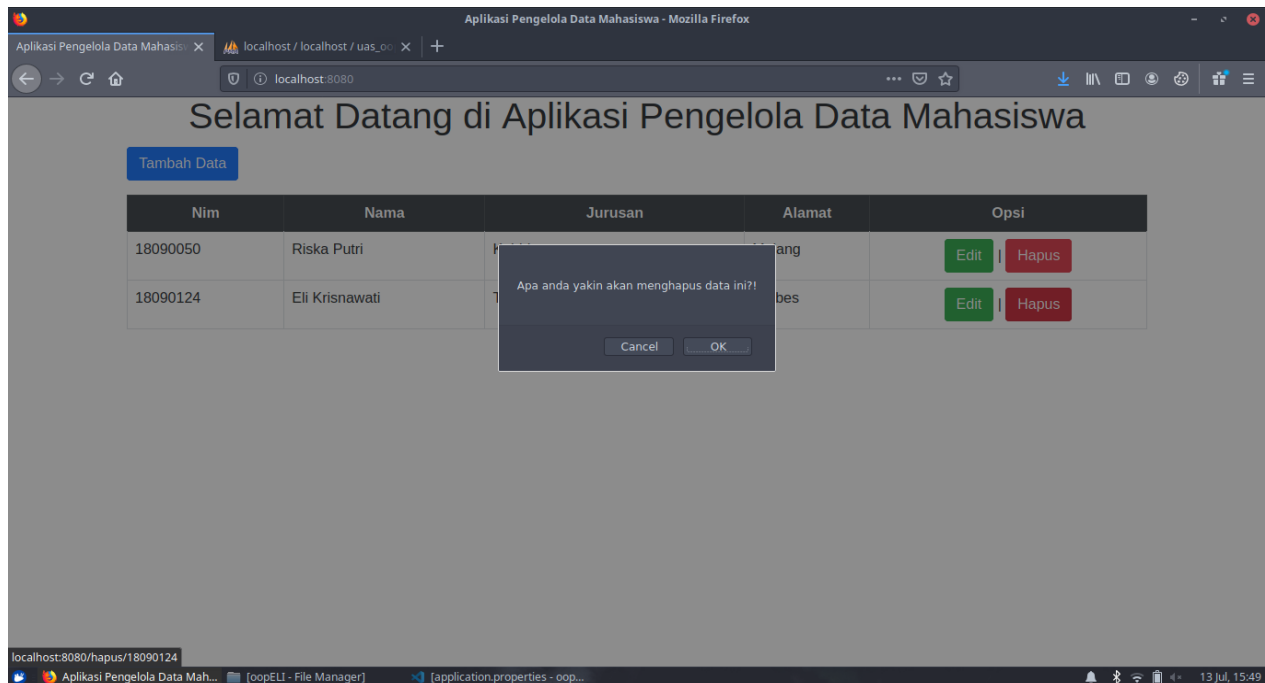 Aplikasi Pengelola Data Mahasiswa - Mozilla Firefox
Aplikasi Pengelola Data Mahasis
localhost / localhost / uas_oo
localhost:8080
Selamat Datang di Aplikasi Pengelola Data Mahasiswa
Tambah Data
Nim Nama Jurusan Alamat Opsi
18090050 Riska Putri ang Edit | Hapus
18090124 Eli Krisnawati bes Edit | Hapus
Apa anda yakin akan menghapus data ini?!
Cancel OK
localhost:8080/hapus/18090124
Aplikasi Pengelola Data Mah... [oopELI - File Manager] [application.properties - oop... 13 Jul, 15:49